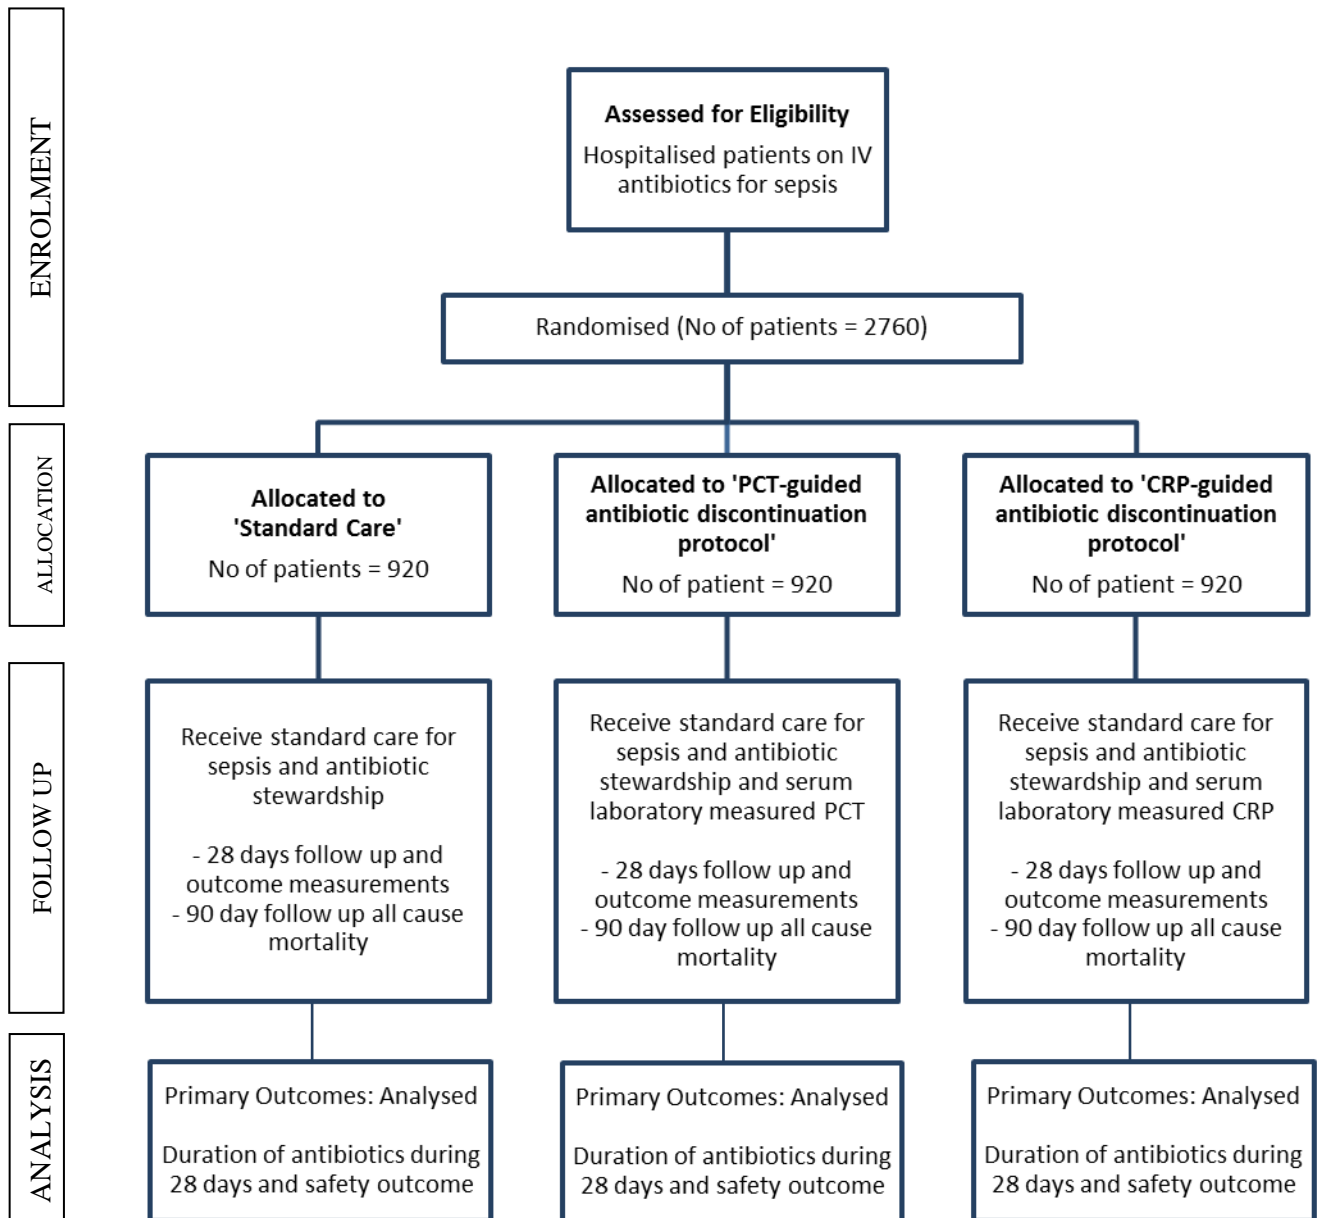 ENROLMENT
Assessed for Eligibility
Hospitalised patients on IV
antibiotics for sepsis
Randomised (No of patients = 2760)
ALLOCATION
Allocated to
'Standard Care'
No of patients = 920
Allocated to 'PCT-guided
antibiotic discontinuation
protocol'
No of patient = 920
Allocated to 'CRP-guided
antibiotic discontinuation
protocol'
No of patient = 920
FOLLOW UP
Receive standard care for
sepsis and antibiotic
stewardship
- 28 days follow up and
outcome measurements
- 90 day follow up all cause
mortality
Receive standard care for
sepsis and antibiotic
stewardship and serum
laboratory measured PCT
- 28 days follow up and
outcome measurements
- 90 day follow up all cause
mortality
Receive standard care for
sepsis and antibiotic
stewardship and serum
laboratory measured CRP
- 28 days follow up and
outcome measurements
- 90 day follow up all cause
mortality
ANALYSIS
Primary Outcomes: Analysed
Duration of antibiotics during
28 days and safety outcome
Primary Outcomes: Analysed
Duration of antibiotics during
28 days and safety outcome
Primary Outcomes: Analysed
Duration of antibiotics during
28 days and safety outcome